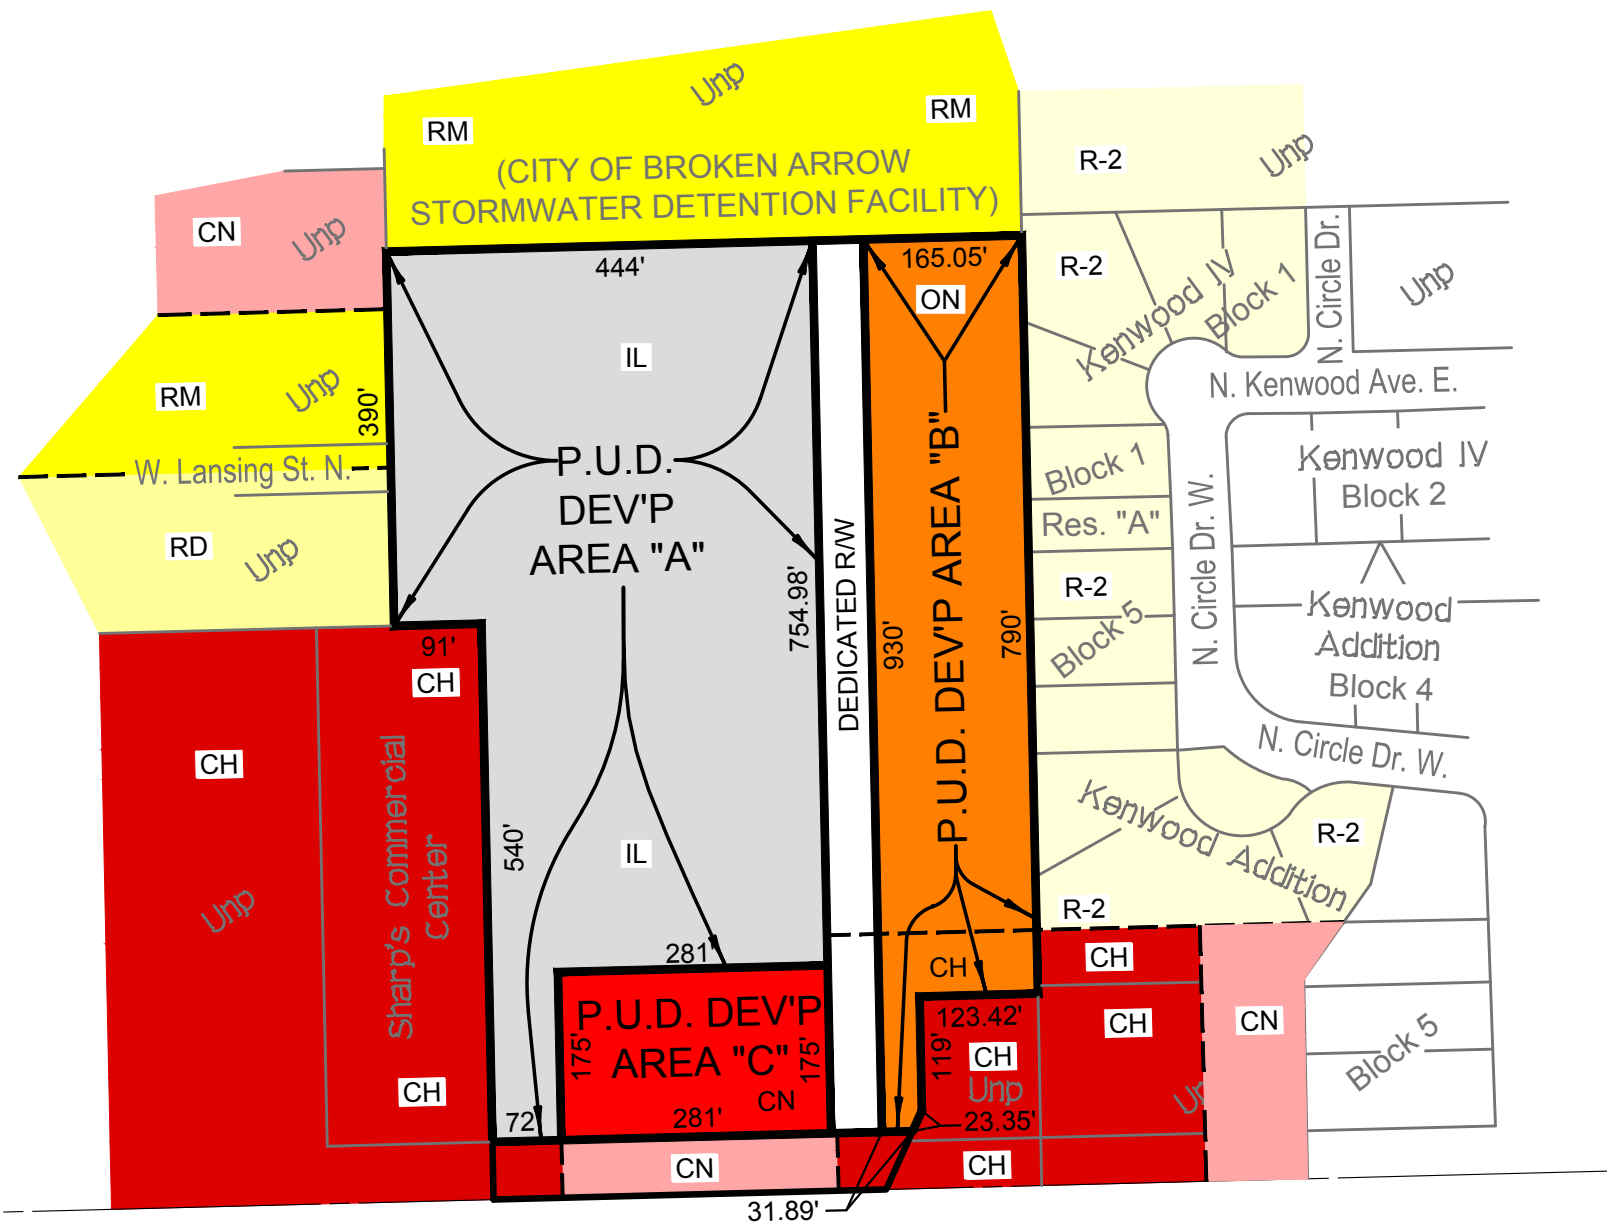 Unp
RM
RM
(CITY OF BROKEN ARROW
STORMWATER DETENTION FACILITY)
R-2
Unp
CN
Unp
444'
165.05'
ON
R-2
Kenwood IV
Block 1
N. Circle Dr.
Unp
IL
RM
Unp
390'
N. Kenwood Ave. E.
W. Lansing St. N.
P.U.D.
DEV'P
AREA "A"
Block 1
Res. "A"
Kenwood IV
Block 2
RD
Unp
754.98'
DEDICATED R/W
930'
P.U.D. DEV'P AREA "B"
790'
R-2
Block 5
N. Circle Dr. W.
Kenwood
Addition
Block 4
91'
CH
CH
Sharp's Commercial
Center
N. Circle Dr. W.
Kenwood Addition
R-2
540'
IL
Unp
R-2
281'
CH
CH
P.U.D. DEV'P
AREA "C"
175'
175'
CN
123.42'
119'
CH
Unp
CH
CN
Block 5
CH
72'
281'
23.35'
CN
CH
31.89'